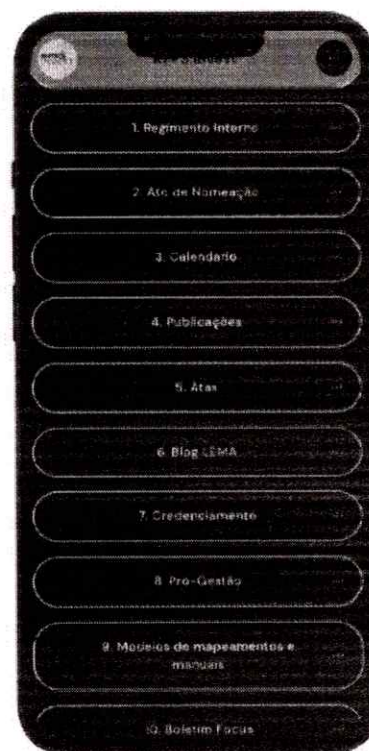 1. Regimento Interno
2. Ato de Nomeação
3. Calendário
4. Publicações
5. Atas
6. Blog LEMA
7. Credenciamento
8. Pró-Gestão
9. Modelos de mapeamentos e
manuais
10. Boletim Focus